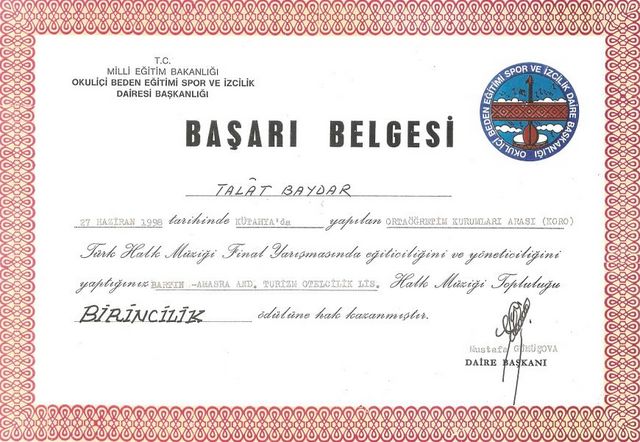 T.C.
MİLLİ EĞİTİM BAKANLIĞI
OKULİÇİ BEDEN EĞİTİMİ SPOR VE İZCİLİK
DAİRESİ BAŞKANLIĞI
OKULİÇİ BEDEN EĞİTİMİ SPOR VE İZCİLİK DAİRE BAŞKANLIĞI
BAŞARI BELGESİ
TALÂT BAYDAR
27 HAZİRAN 1998 tarihinde KÜTAHYA'da yapılan ORTAÖĞRETİM KURUMLARI ARASI (KORO)
Türk Halk Müziği Final Yarışmasında eğiticiliğini ve yöneticiliğini
yaptığınız BARTIN -AMASRA AND. TURİZM OTELCİLİK LİS. Halk Müziği Topluluğu
BİRİNCİLİK ödülüne hak kazanmıştır.
Mustafa GÜMÜŞOVA
DAİRE BAŞKANI